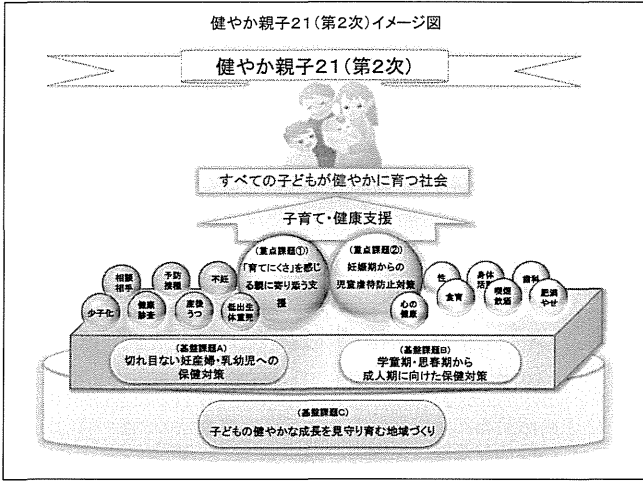 健やか親子21(第2次)イメージ図
健やか親子21(第2次)
すべての子どもが健やかに育つ社会
子育て・健康支援
(重点課題①)
「育てにくさ」を感じ
る親に寄り添う支
援
(重点課題②)
妊娠期からの
児童虐待防止対策
相談
相手
予防
接種
不妊
少子化
健康
診査
産後
うつ
低出生
体重児
性
身体
活動
歯科
心の
健康
食育
喫煙
飲酒
肥満
やせ
(基盤課題A)
切れ目ない妊産婦・乳幼児への
保健対策
(基盤課題B)
学童期・思春期から
成人期に向けた保健対策
(基盤課題C)
子どもの健やかな成長を見守り育む地域づくり